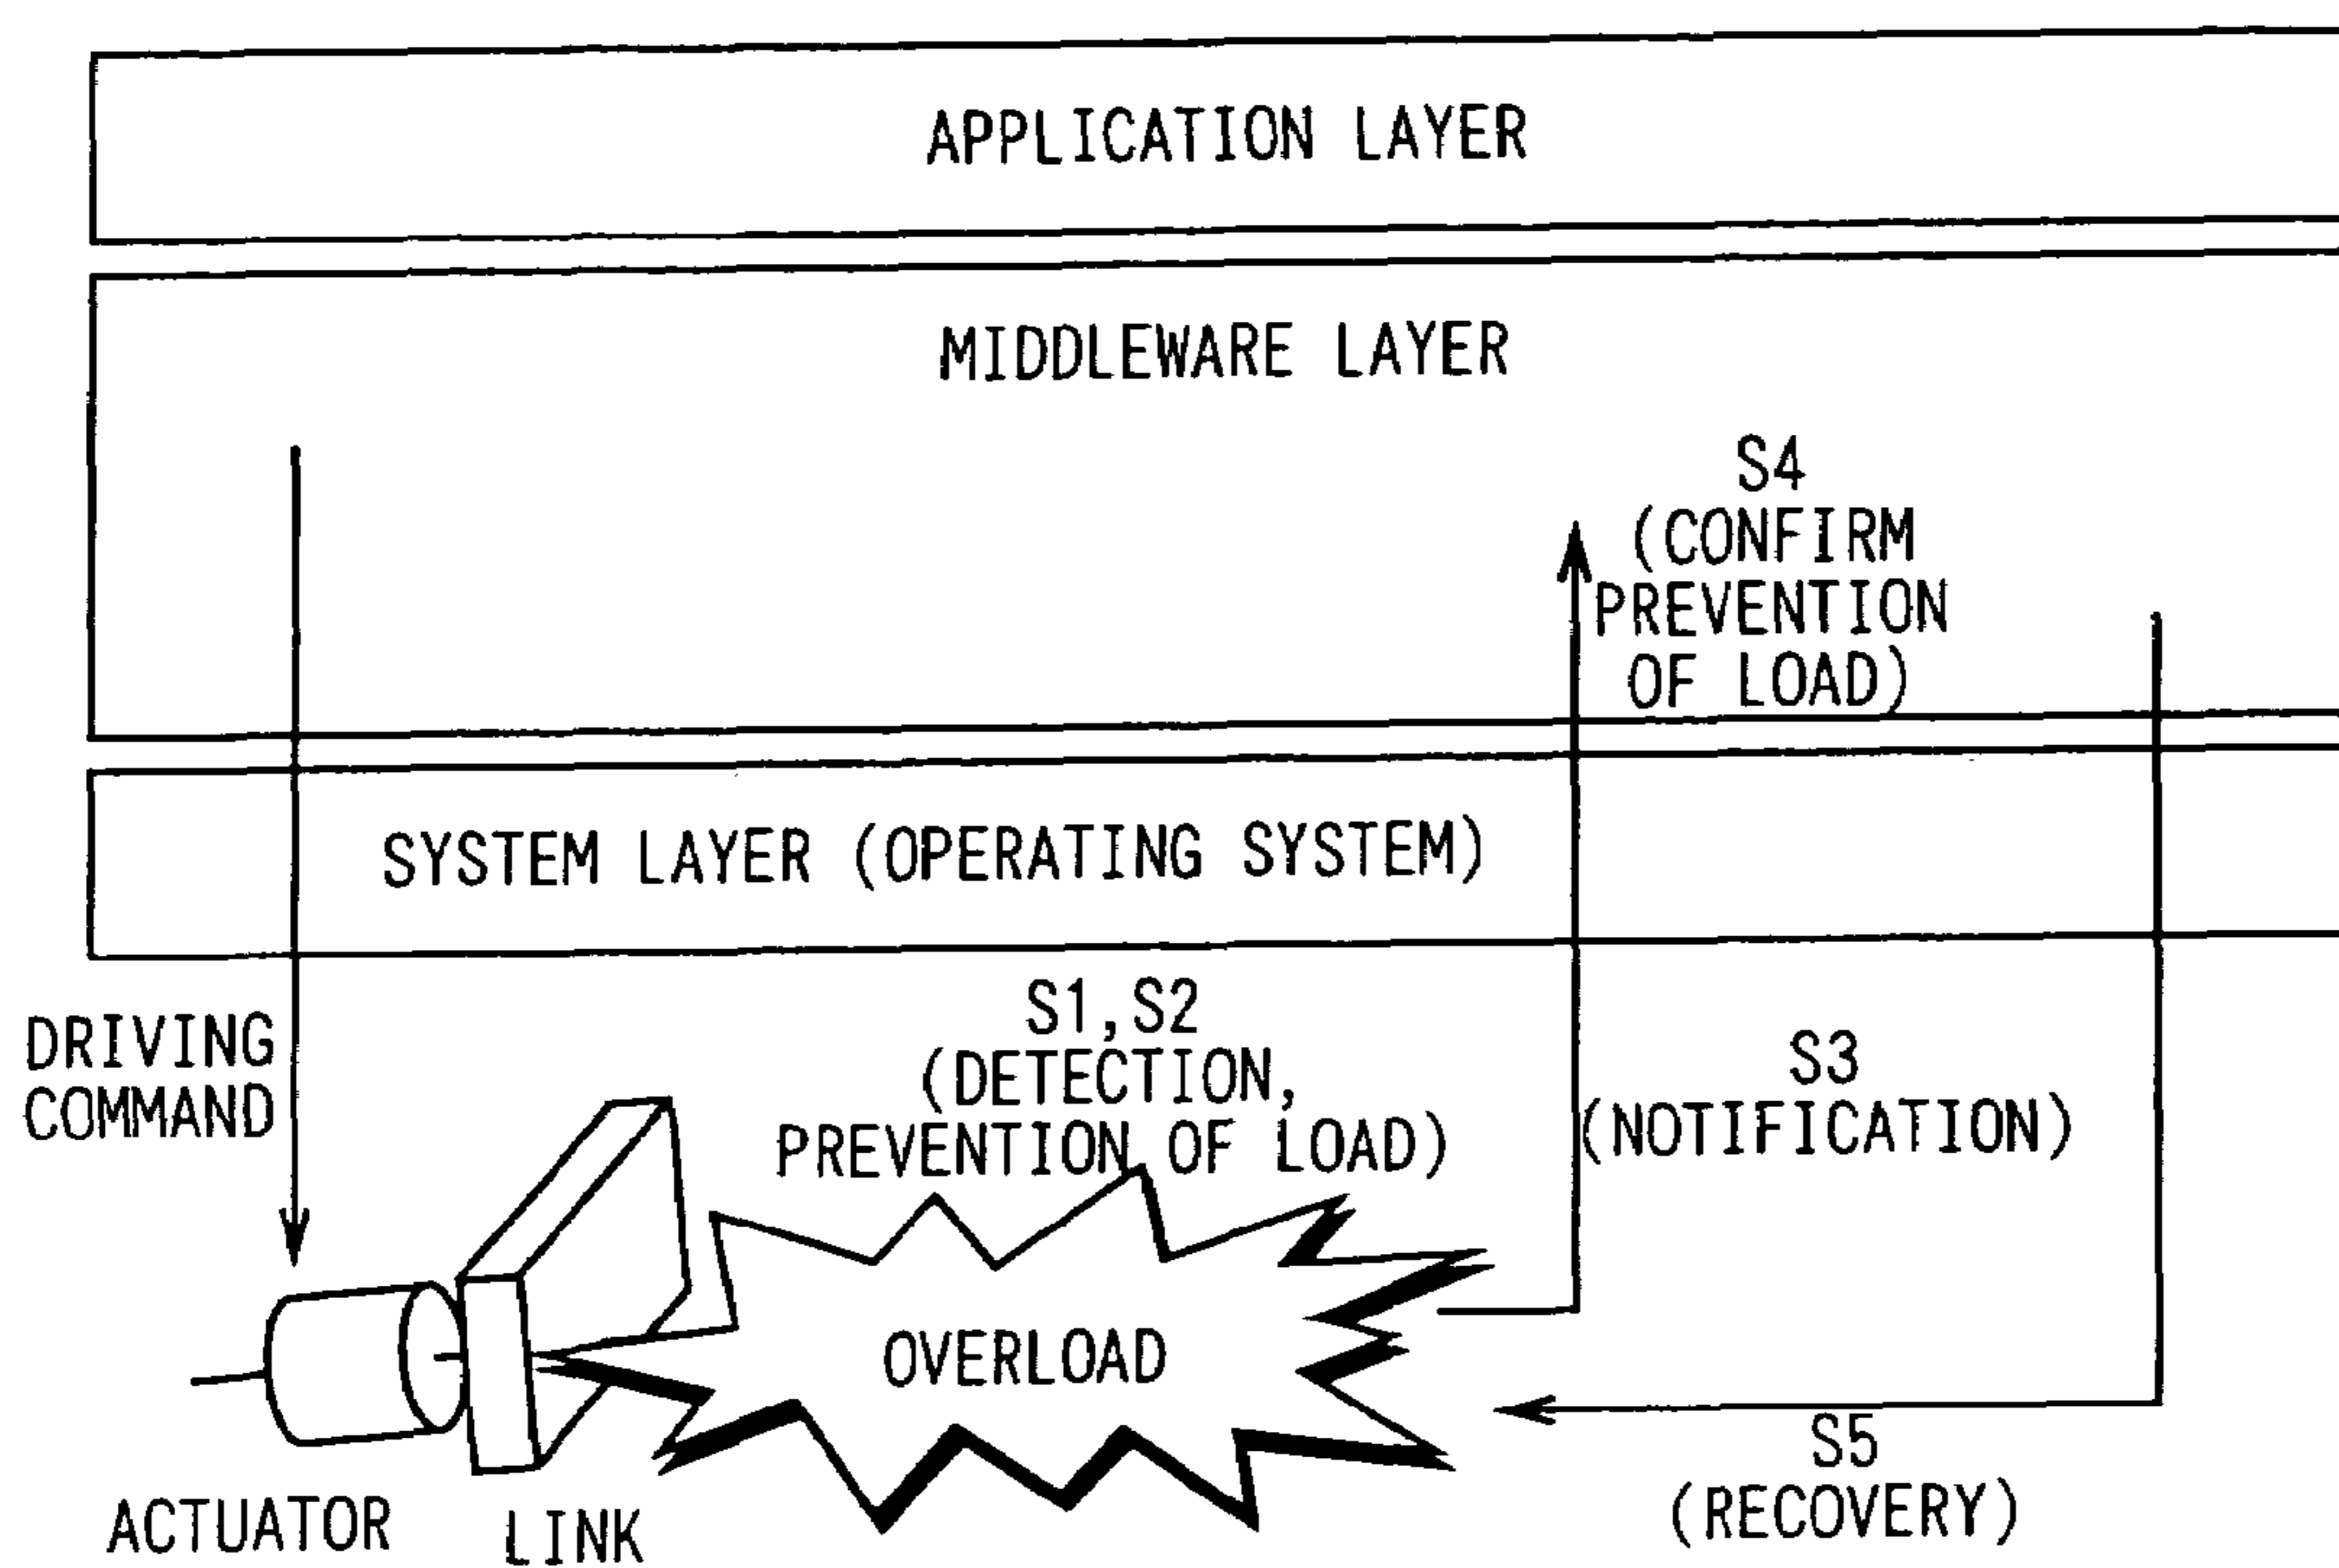 APPLICATION LAYER
MIDDLEWARE LAYER
S4
(CONFIRM
PREVENTION
OF LOAD)
SYSTEM LAYER (OPERATING SYSTEM)
DRIVING
COMMAND
S1,S2
(DETECTION,
PREVENTION OF LOAD)
S3
(NOTIFICATION)
OVERLOAD
S5
(RECOVERY)
ACTUATOR
LINK